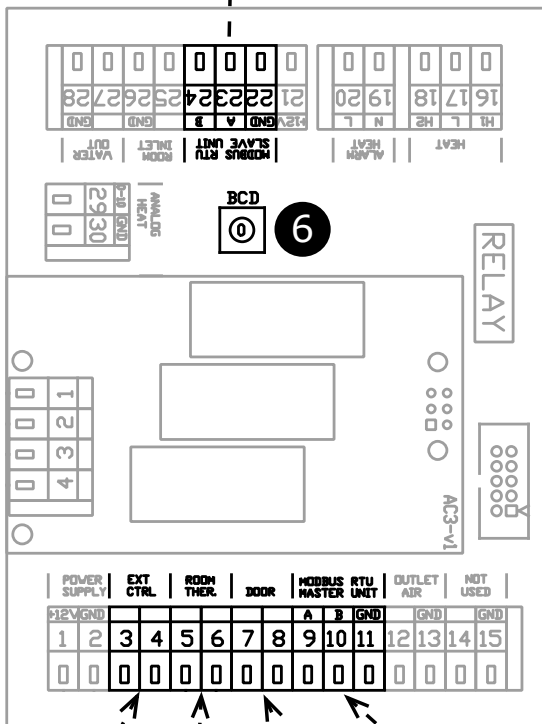 28 27 26 25 24 23 22 21 20 19 18 17 16
GND GND B A GND +12V L N H2 L H1
WATER OUT
ROOM INLET
MODBUS RTU SLAVE UNIT
ALARM HEAT
HEAT
29 0-10
30 GND
ANALOG HEAT
BCD
0
6
RELAY
1
2
3
4
AC3-v1
POWER EXT ROOM DOOR MODBUS RTU OUTLET NOT
SUPPLY CTRL THER. MASTER UNIT AIR USED
+12V GND A B GND GND GND
1 2 3 4 5 6 7 8 9 10 11 12 13 14 15